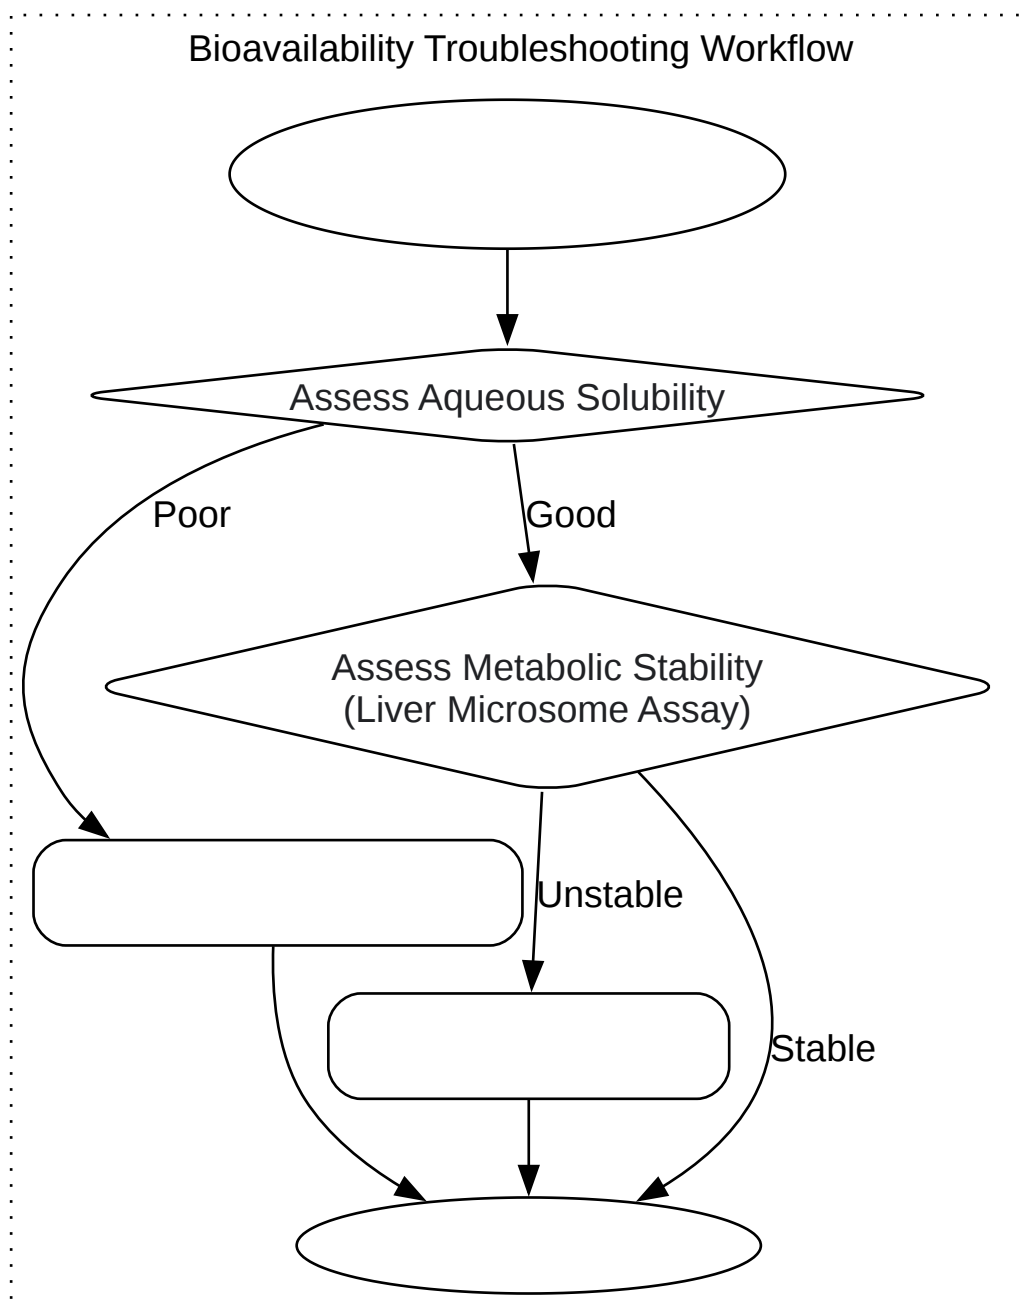 Bioavailability Troubleshooting Workflow
Assess Aqueous Solubility
Poor
Good
Assess Metabolic Stability
(Liver Microsome Assay)
Unstable
Stable